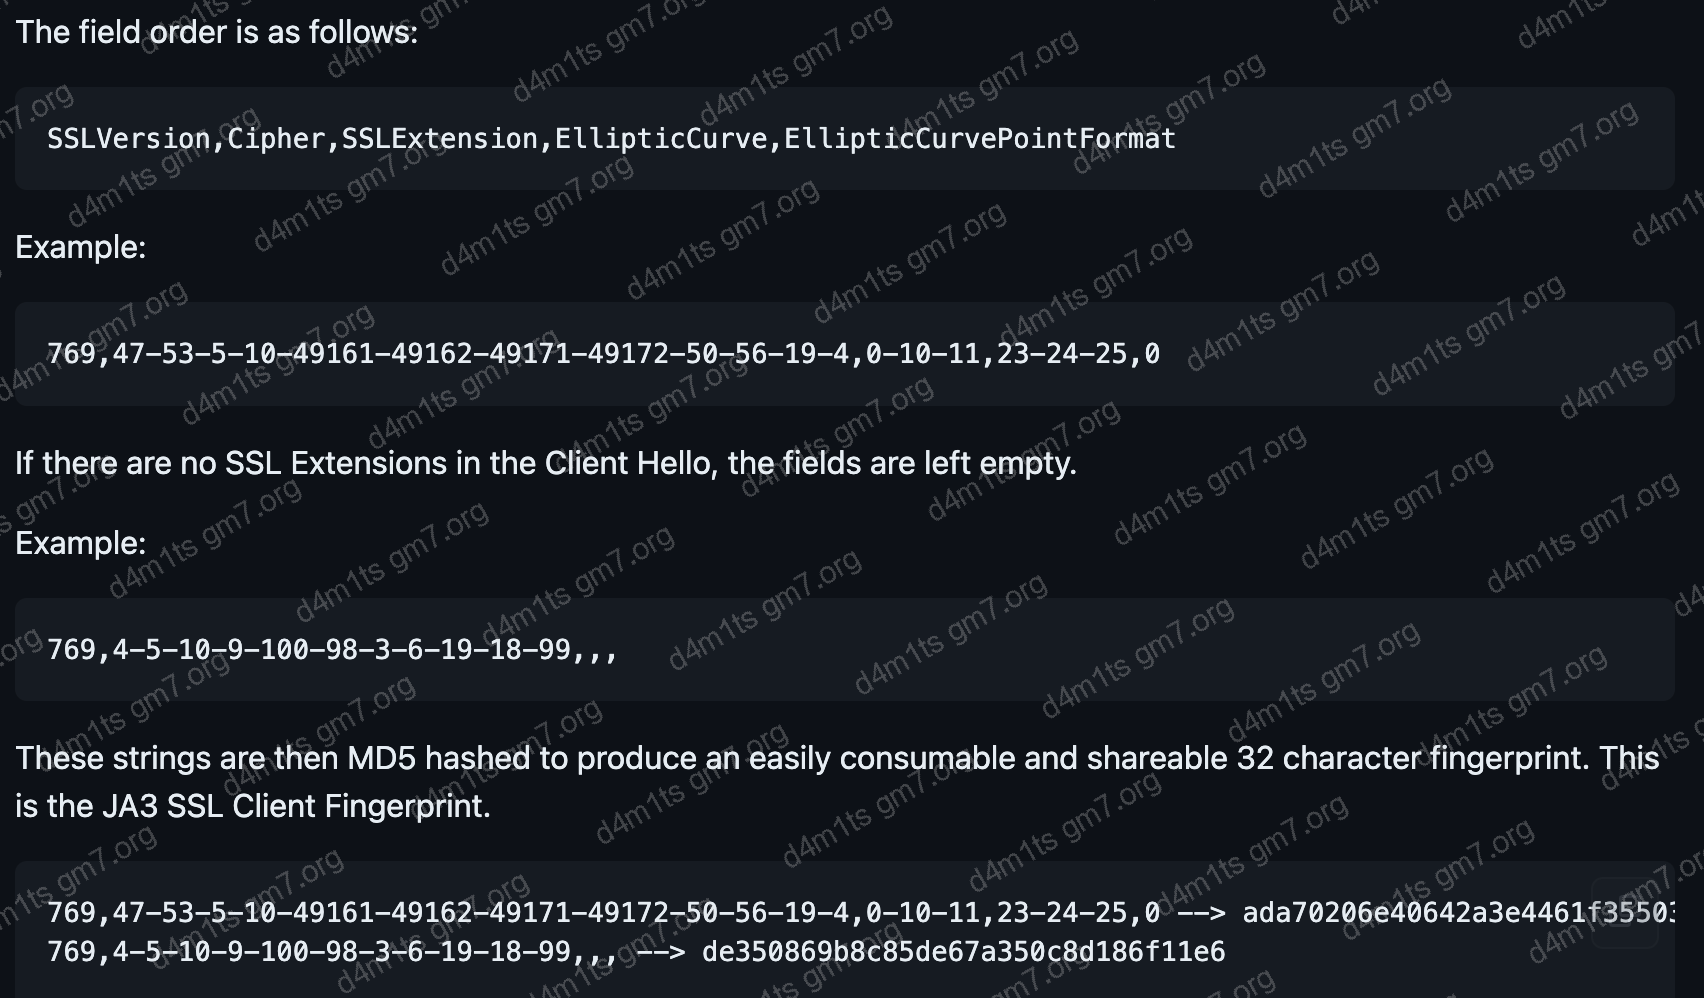 The field order is as follows:
SSLVersion,Cipher,SSLExtension,EllipticCurve,EllipticCurvePointFormat
Example:
769,47-53-5-10-49161-49162-49171-49172-50-56-19-4,0-10-11,23-24-25,0
If there are no SSL Extensions in the Client Hello, the fields are left empty.
Example:
769,4-5-10-9-100-98-3-6-19-18-99,,,
These strings are then MD5 hashed to produce an easily consumable and shareable 32 character fingerprint. This
is the JA3 SSL Client Fingerprint.
769,47-53-5-10-49161-49162-49171-49172-50-56-19-4,0-10-11,23-24-25,0 --> ada70206e40642a3e4461f35503
769,4-5-10-9-100-98-3-6-19-18-99,,, --> de350869b8c85de67a350c8d186f11e6
d4m1ts gm7.org